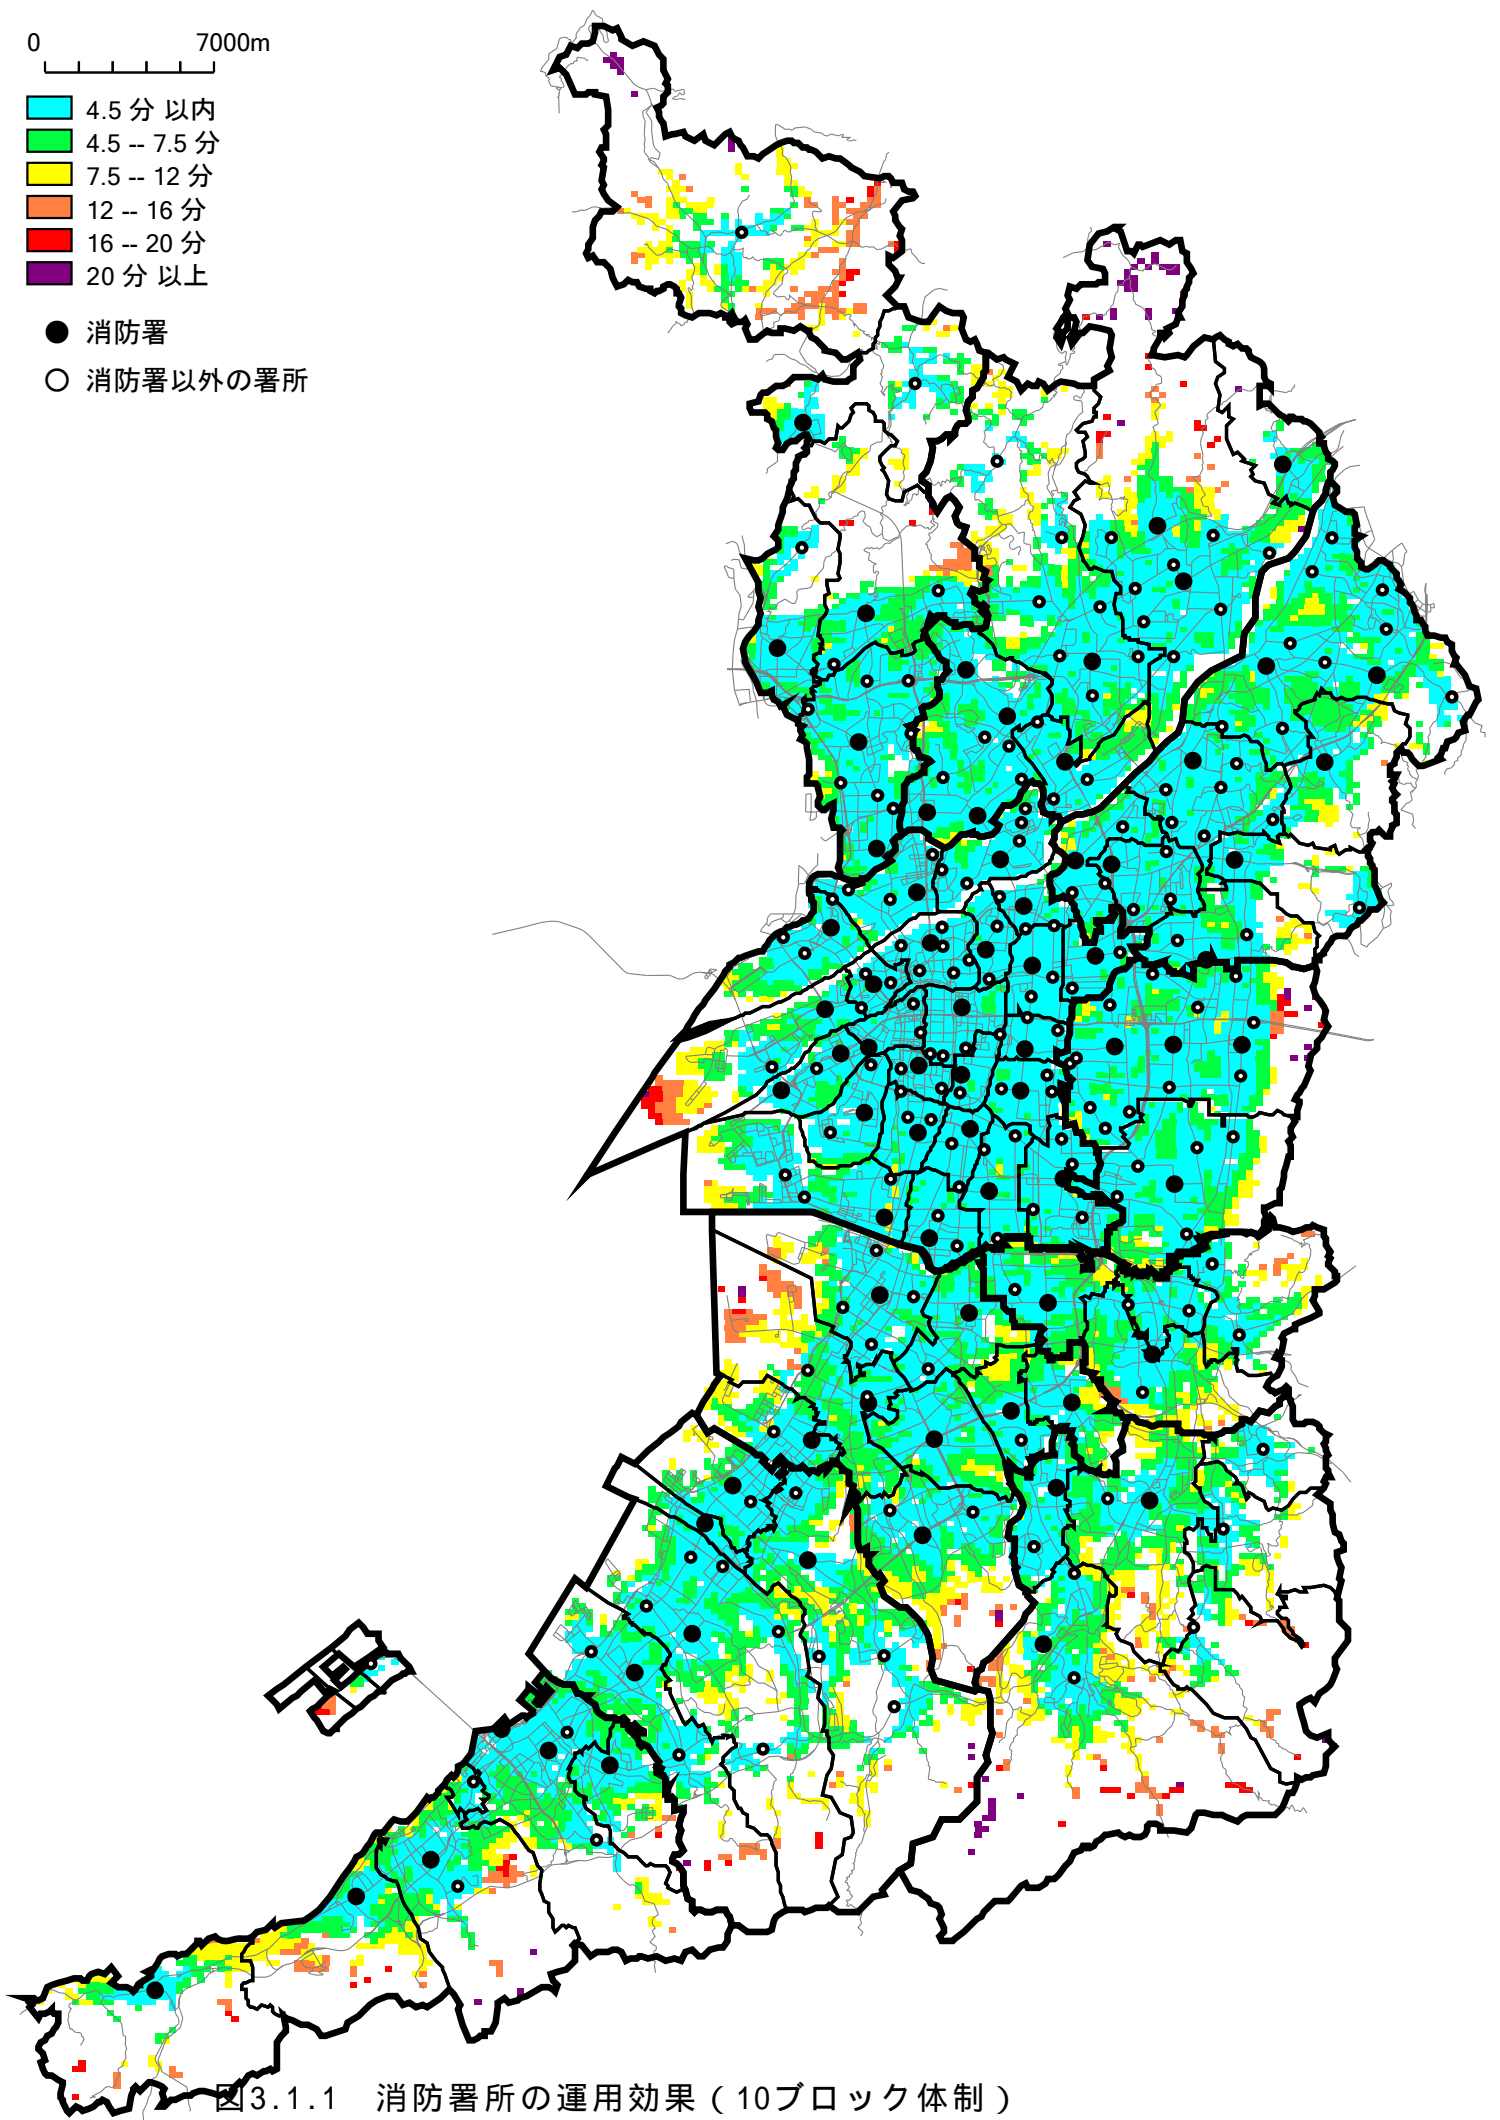 0 7000m
4.5 分 以内
4.5 -- 7.5 分
7.5 -- 12 分
12 -- 16 分
16 -- 20 分
20 分 以上
消防署
消防署以外の署所
図3.1.1 消防署所の運用効果（10ブロック体制）